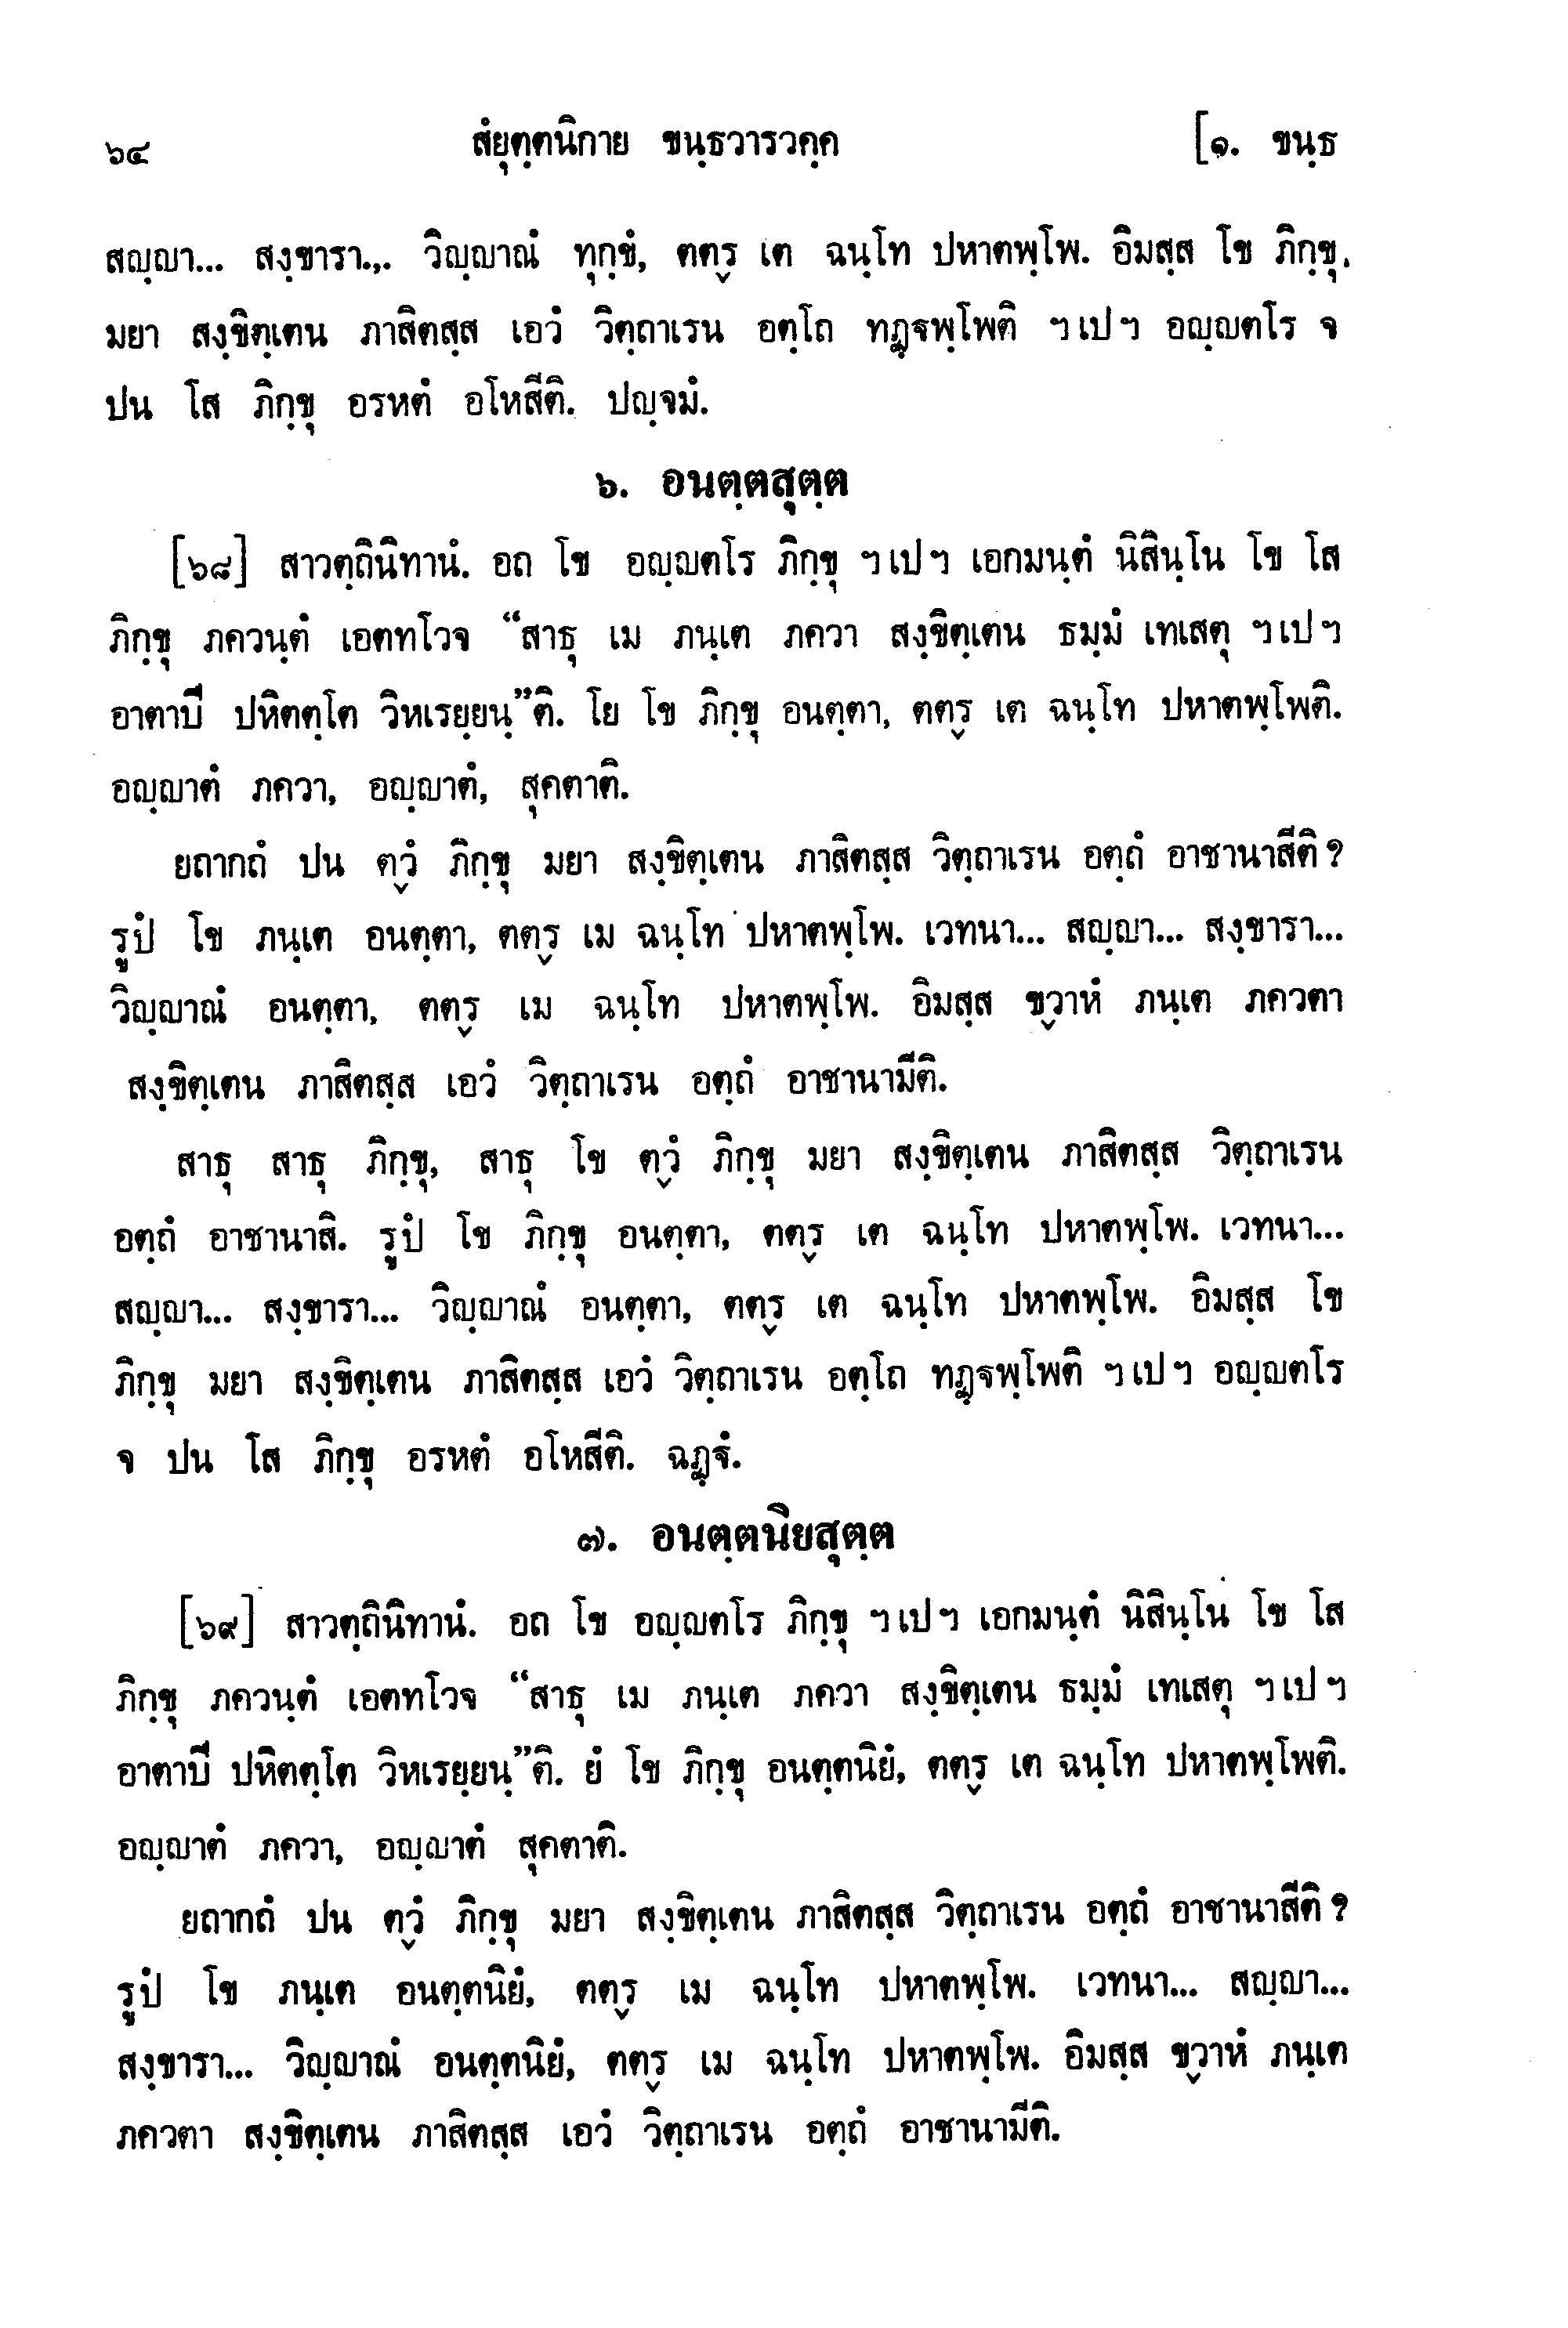 ๖๔ สํยุตฺตนิกาย ขนฺธวารวคฺค [๑. ขนฺธ
สญฺญา... สงฺขารา.,. วิญฺญาณํ ทุกฺขํ, ตตฺร เต ฉนฺโท ปหาตพฺโพ. อิมสฺส โข ภิกฺขุ.
มยา สงฺขิตฺเตน ภาสิตสฺส เอวํ วิตฺถาเรน อตฺโถ ทฏฺฐพฺโพติ ฯเปฯ อญฺญตโร จ
ปน โส ภิกฺขุ อรหตํ อโหสีติ. ปญฺจมํ.
๖. อนตฺตสุตฺต
[๖๘] สาวตฺถินิทานํ. อถ โข อญฺญตโร ภิกฺขุ ฯเปฯ เอกมนฺตํ นิสินฺโน โข โส
ภิกฺขุ ภควนฺตํ เอตทโวจ “สาธุ เม ภนฺเต ภควา สงฺขิตฺเตน ธมฺมํ เทเสตุ ฯเปฯ
อาตาปี ปหิตตฺโต วิหเรยฺยนฺ”ติ. โย โข ภิกฺขุ อนตฺตา, ตตฺร เต ฉนฺโท ปหาตพฺโพติ.
อญฺญาตํ ภควา, อญฺญาตํ, สุคตาติ.
ยถากถํ ปน ตฺวํ ภิกฺขุ มยา สงฺขิตฺเตน ภาสิตสฺส วิตฺถาเรน อตฺถํ อาชานาสีติ?
รูปํ โข ภนฺเต อนตฺตา, ตตฺร เม ฉนฺโท ปหาตพฺโพ. เวทนา... สญฺญา... สงฺขารา...
วิญฺญาณํ อนตฺตา, ตตฺร เม ฉนฺโท ปหาตพฺโพ. อิมสฺส ขฺวาหํ ภนฺเต ภควตา
สงฺขิตฺเตน ภาสิตสฺส เอวํ วิตฺถาเรน อตฺถํ อาชานามีติ.
สาธุ สาธุ ภิกฺขุ, สาธุ โข ตฺวํ ภิกฺขุ มยา สงฺขิตฺเตน ภาสิตสฺส วิตฺถาเรน
อตฺถํ อาชานาสิ. รูปํ โข ภิกฺขุ อนตฺตา, ตตฺร เต ฉนฺโท ปหาตพฺโพ. เวทนา...
สญฺญา... สงฺขารา... วิญฺญาณํ อนตฺตา, ตตฺร เต ฉนฺโท ปหาตพฺโพ. อิมสฺส โข
ภิกฺขุ มยา สงฺขิตฺเตน ภาสิตสฺส เอวํ วิตฺถาเรน อตฺโถ ทฏฺฐพฺโพติ ฯเปฯ อญฺญตโร
จ ปน โส ภิกฺขุ อรหตํ อโหสีติ. ฉฏฺฐํ.
๗. อนตฺตนิยสุตฺต
[๖๙] สาวตฺถินิทานํ. อถ โข อญฺญตโร ภิกฺขุ ฯเปฯ เอกมนฺตํ นิสินฺโน โข โส
ภิกฺขุ ภควนฺตํ เอตทโวจ “สาธุ เม ภนฺเต ภควา สงฺขิตฺเตน ธมฺมํ เทเสตุ ฯเปฯ
อาตาปี ปหิตตฺโต วิหเรยฺยนฺ”ติ. ยํ โข ภิกฺขุ อนตฺตนิยํ, ตตฺร เต ฉนฺโท ปหาตพฺโพติ.
อญฺญาตํ ภควา, อญฺญาตํ สุคตาติ.
ยถากถํ ปน ตฺวํ ภิกฺขุ มยา สงฺขิตฺเตน ภาสิตสฺส วิตฺถาเรน อตฺถํ อาชานาสีติ?
รูปํ โข ภนฺเต อนตฺตนิยํ, ตตฺร เม ฉนฺโท ปหาตพฺโพ. เวทนา... สญฺญา...
สงฺขารา... วิญฺญาณํ อนตฺตนิยํ, ตตฺร เม ฉนฺโท ปหาตพฺโพ. อิมสฺส ขฺวาหํ ภนฺเต
ภควตา สงฺขิตฺเตน ภาสิตสฺส เอวํ วิตฺถาเรน อตฺถํ อาชานามีติ.